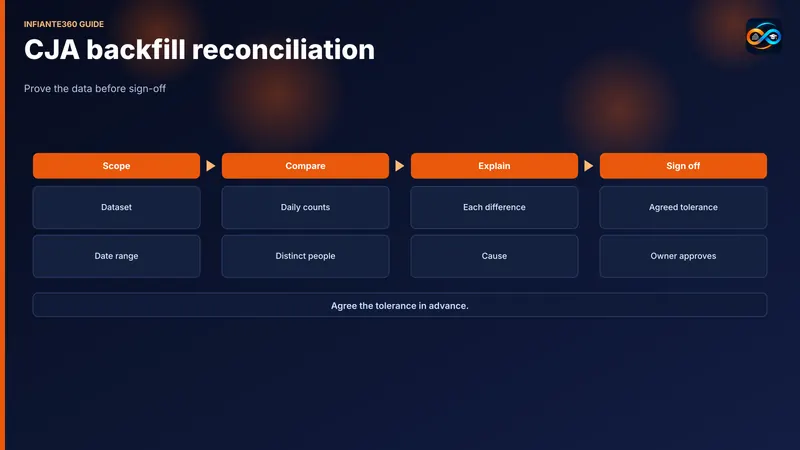 INFIANTE360 GUIDE
CJA backfill reconciliation
Prove the data before sign-off
Scope
Compare
Explain
Sign off
Dataset
Daily counts
Each difference
Agreed tolerance
Date range
Distinct people
Cause
Owner approves
Agree the tolerance in advance.